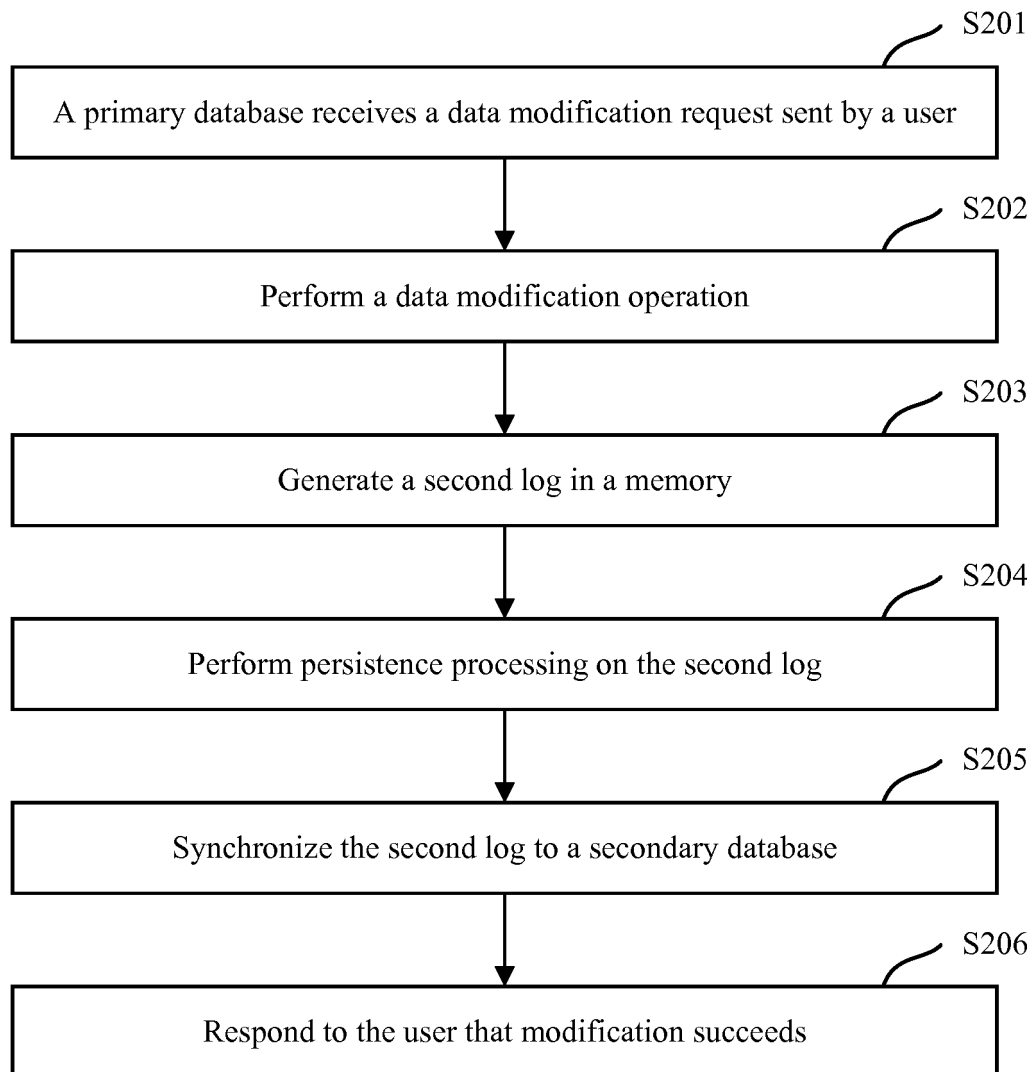 S201
A primary database receives a data modification request sent by a user
S202
Perform a data modification operation
S203
Generate a second log in a memory
S204
Perform persistence processing on the second log
S205
Synchronize the second log to a secondary database
S206
Respond to the user that modification succeeds